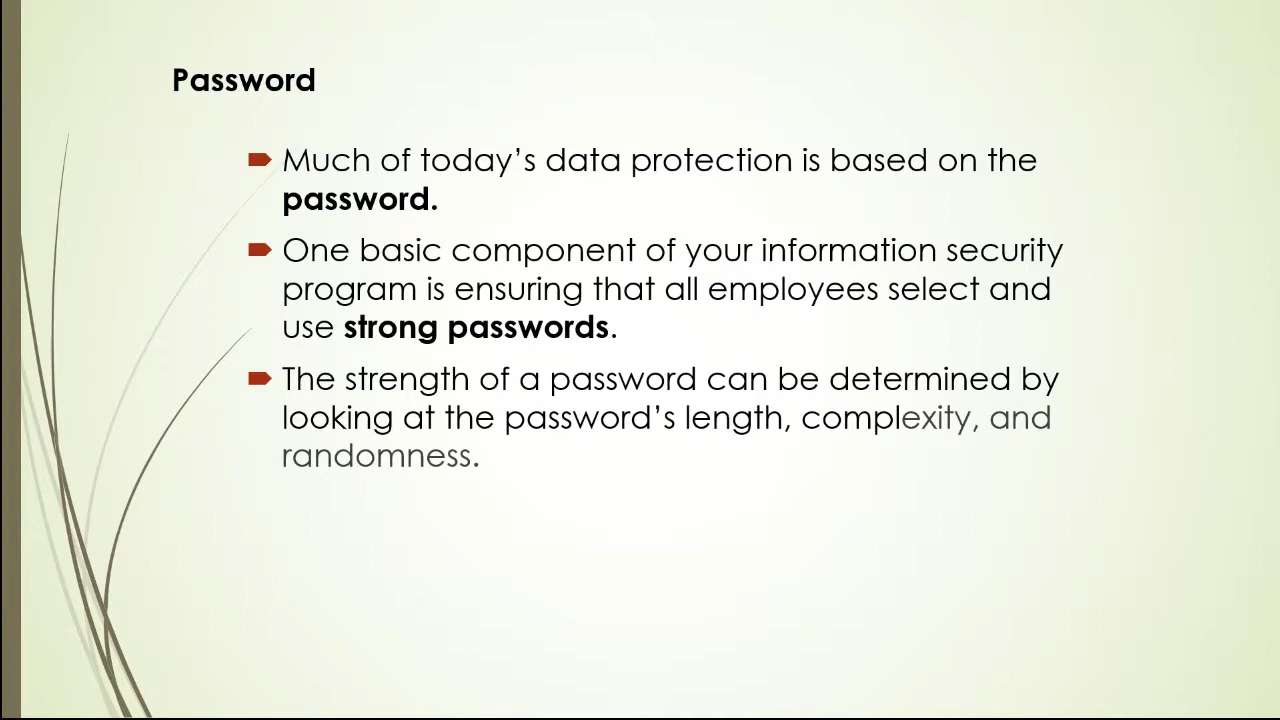 Password
Much of today’s data protection is based on the
password.
One basic component of your information security
program is ensuring that all employees select and
use strong passwords.
The strength of a password can be determined by
looking at the password’s length, complexity, and
randomness.